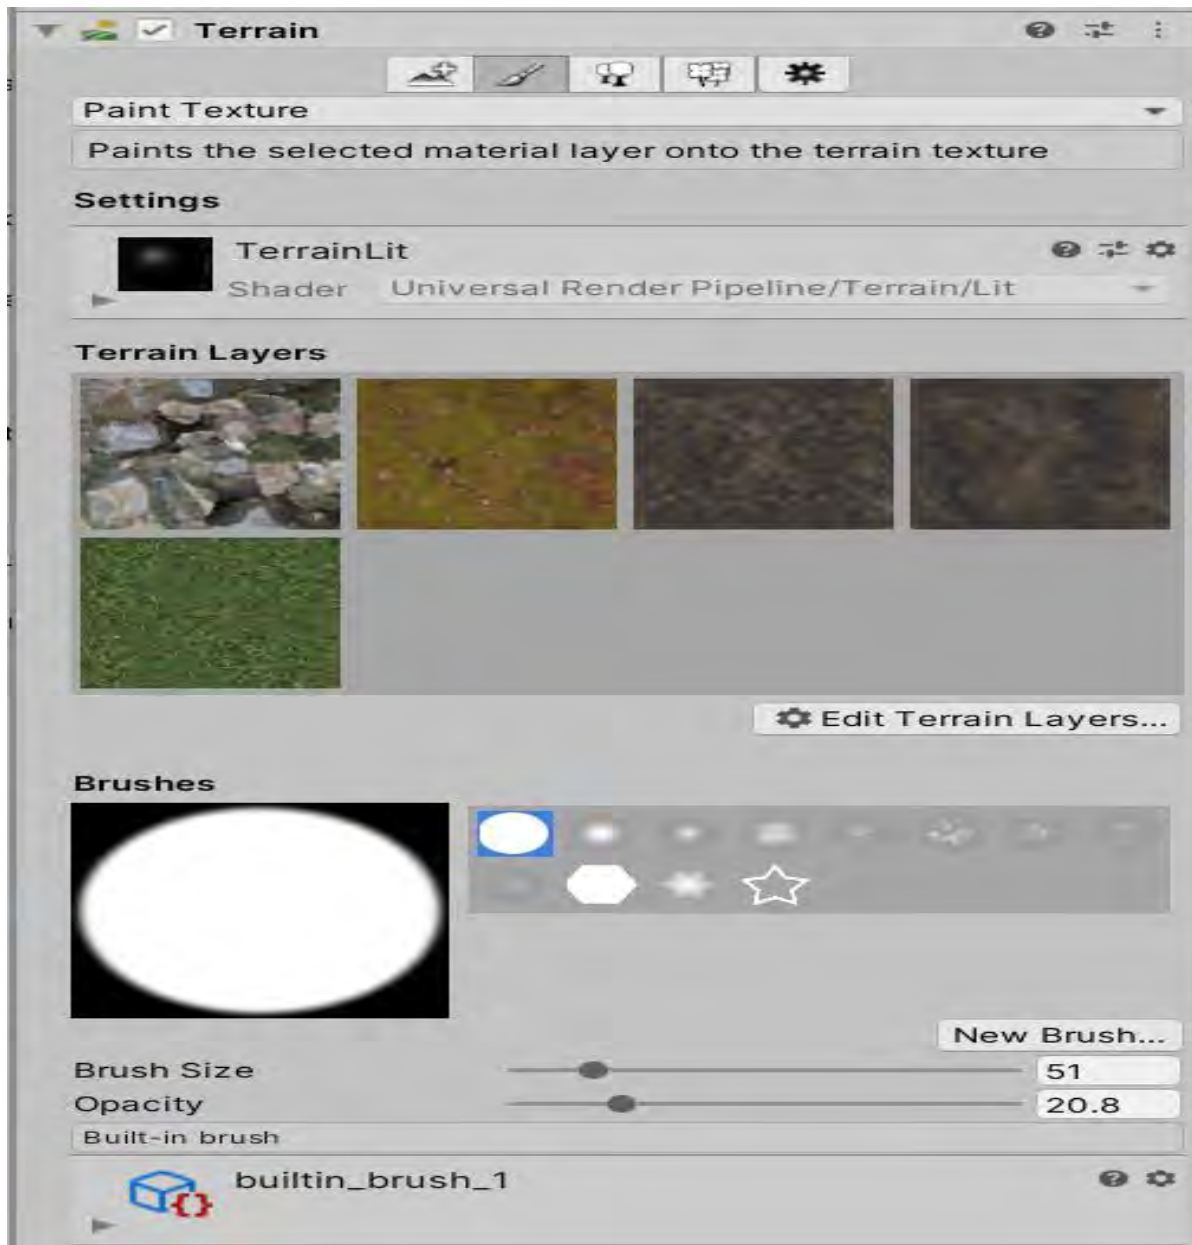 Terrain
Paint Texture
Paints the selected material layer onto the terrain texture
Settings
TerrainLit
Shader Universal Render Pipeline/Terrain/Lit
Terrain Layers
Edit Terrain Layers...
Brushes
New Brush...
Brush Size 51
Opacity 20.8
Built-in brush
builtin_brush_1